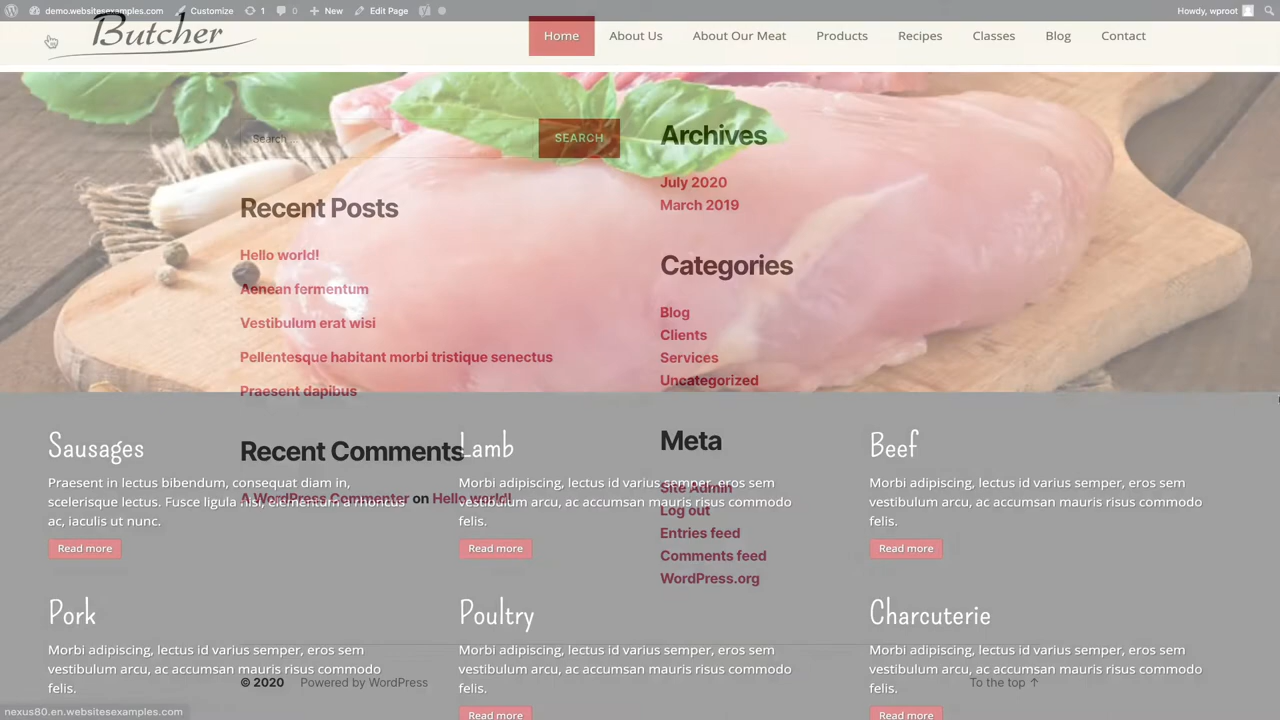 demo.websitesexamples.com Customize 1 0 New Edit Page Howdy, wproot
Butcher
Home About Us About Our Meat Products Recipes Classes Blog Contact
Search …
SEARCH
Recent Posts
Hello world!
Aenean fermentum
Vestibulum erat wisi
Pellentesque habitant morbi tristique senectus
Praesent dapibus
Recent Comments
A WordPress Commenter on Hello world!
Archives
July 2020
March 2019
Categories
Blog
Clients
Services
Uncategorized
Meta
Site Admin
Log out
Entries feed
Comments feed
WordPress.org
Sausages
Praesent in lectus bibendum, consequat diam in,
scelerisque lectus. Fusce ligula nisi, elementum a rhoncus
ac, iaculis ut nunc.
Read more
Lamb
Morbi adipiscing, lectus id varius semper, eros sem
vestibulum arcu, ac accumsan mauris risus commodo
felis.
Read more
Beef
Morbi adipiscing, lectus id varius semper, eros sem
vestibulum arcu, ac accumsan mauris risus commodo
felis.
Read more
Pork
Morbi adipiscing, lectus id varius semper, eros sem
vestibulum arcu, ac accumsan mauris risus commodo
felis.
Poultry
Morbi adipiscing, lectus id varius semper, eros sem
vestibulum arcu, ac accumsan mauris risus commodo
felis.
Read more
Charcuterie
Morbi adipiscing, lectus id varius semper, eros sem
vestibulum arcu, ac accumsan mauris risus commodo
felis.
Read more
© 2020 Powered by WordPress
To the top ↑
nexus80.en.websitesexamples.com